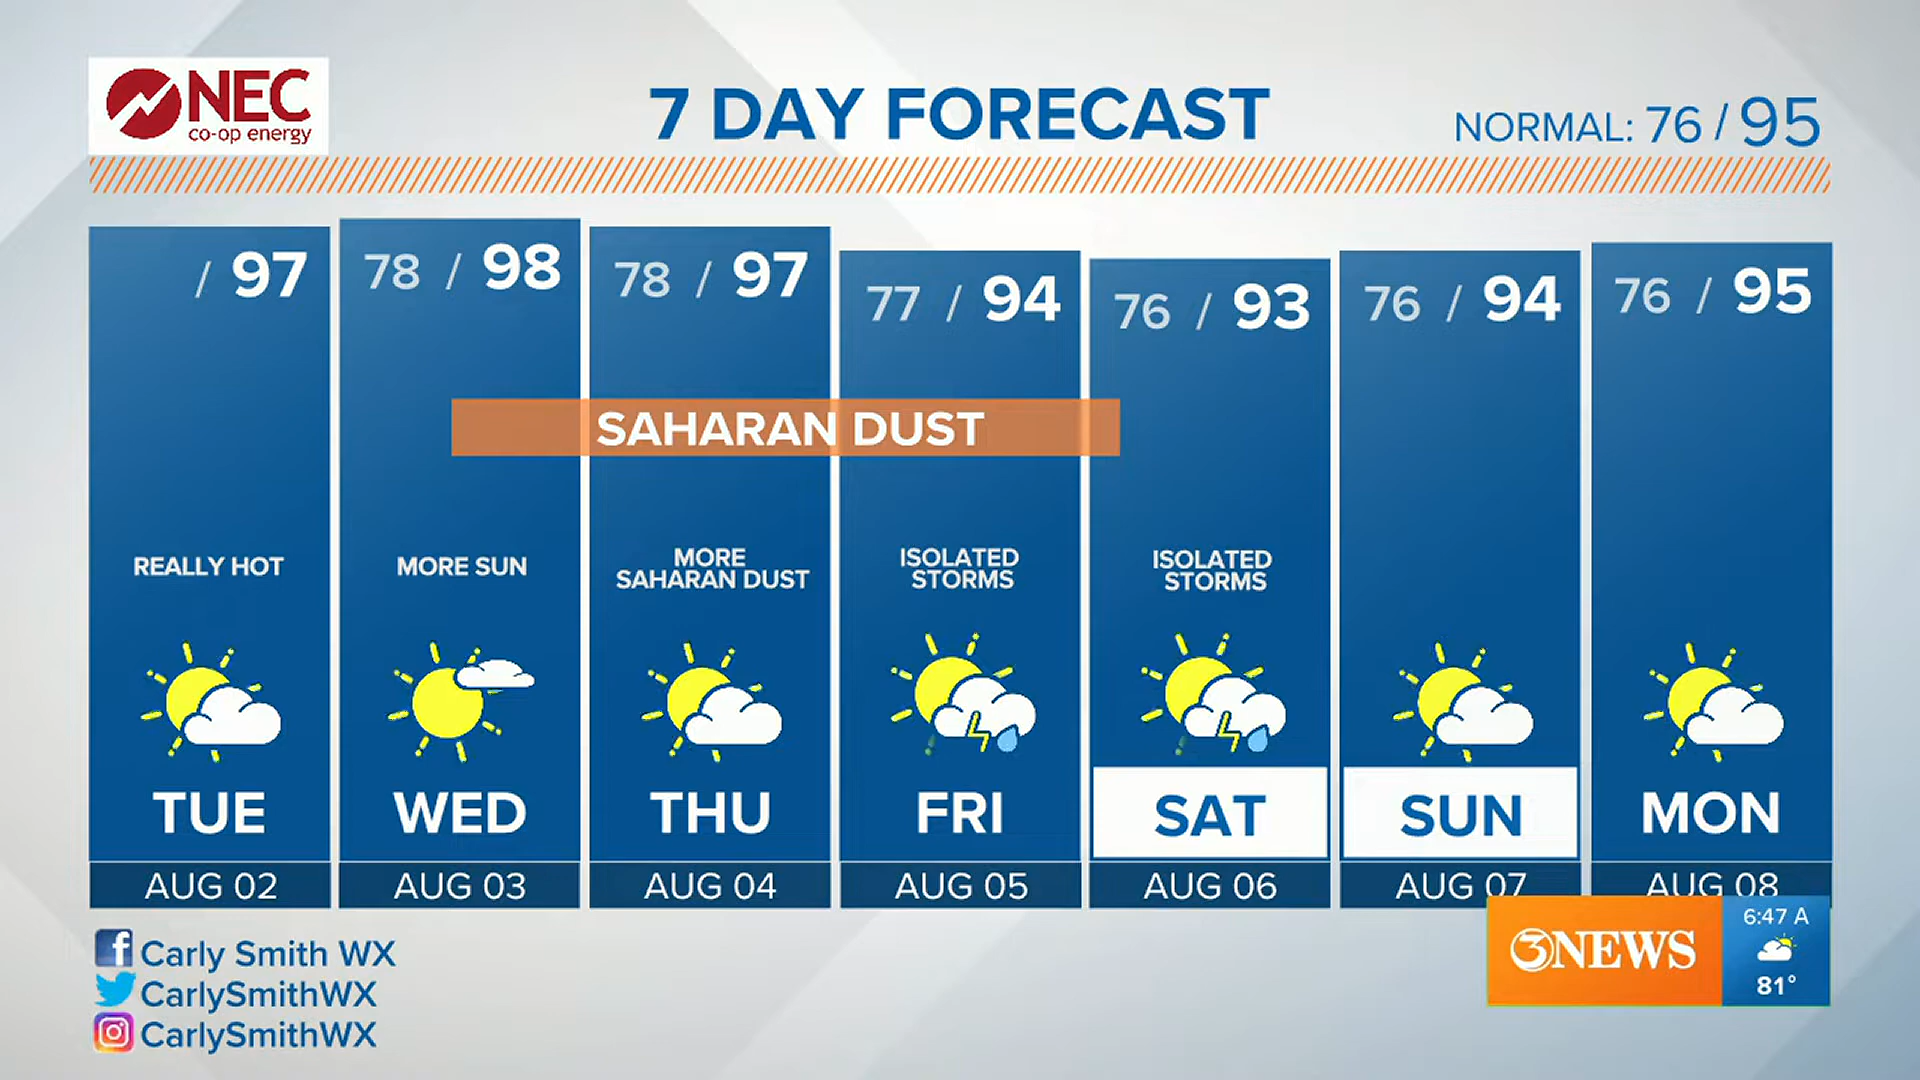 NEC
co-op energy
7 DAY FORECAST
NORMAL: 76 / 95
/ 97
78 / 98
78 / 97
77 / 94
76 / 93
76 / 94
76 / 95
SAHARAN DUST
REALLY HOT
MORE SUN
MORE
SAHARAN DUST
ISOLATED
STORMS
ISOLATED
STORMS
TUE
WED
THU
FRI
SAT
SUN
MON
AUG 02
AUG 03
AUG 04
AUG 05
AUG 06
AUG 07
AUG 08
f Carly Smith WX
CarlySmithWX
CarlySmithWX
3NEWS
6:47 A
81°